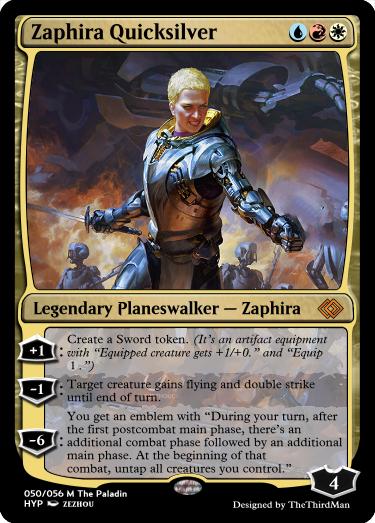 Zaphira Quicksilver
Legendary Planeswalker — Zaphira
+1: Create a Sword token. (It's an artifact equipment
with "Equipped creature gets +1/+0." and "Equip
1 .")
-1: Target creature gains flying and double strike
until end of turn.
You get an emblem with "During your turn, after
the first postcombat main phase, there's an
-6: additional combat phase followed by an additional
main phase. At the beginning of that
combat, untap all creatures you control."
4
050/056 M The Paladin
HYP ZEZHOU
Designed by TheThirdMan